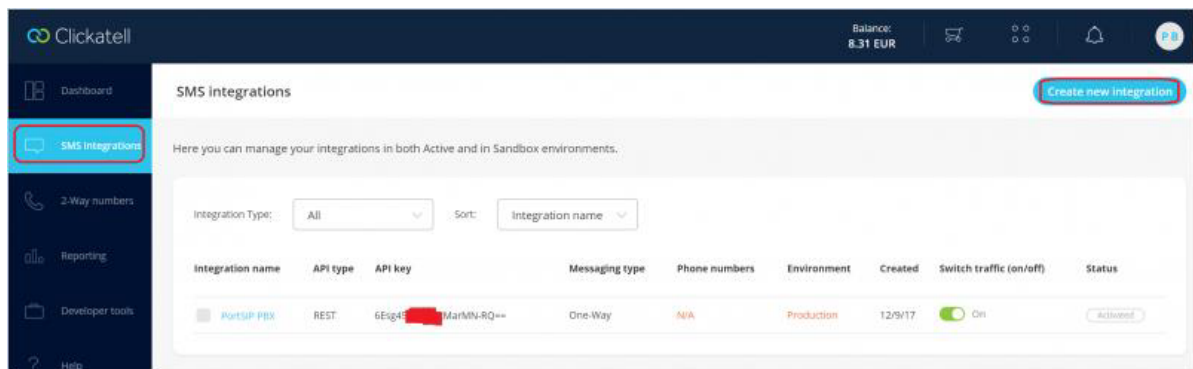 Clickatell
Balance:
8.31 EUR
PB
Dashboard
SMS integrations
2-Way numbers
Reporting
Developer tools
Help
SMS integrations
Create new integration
Here you can manage your integrations in both Active and in Sandbox environments.
Integration Type: All Sort: Integration name
Integration name API type API key Messaging type Phone numbers Environment Created Switch traffic (on/off) Status
PortSIP PBX REST MarMN-RQ== One-Way N/A Production 12/9/17 On Activated